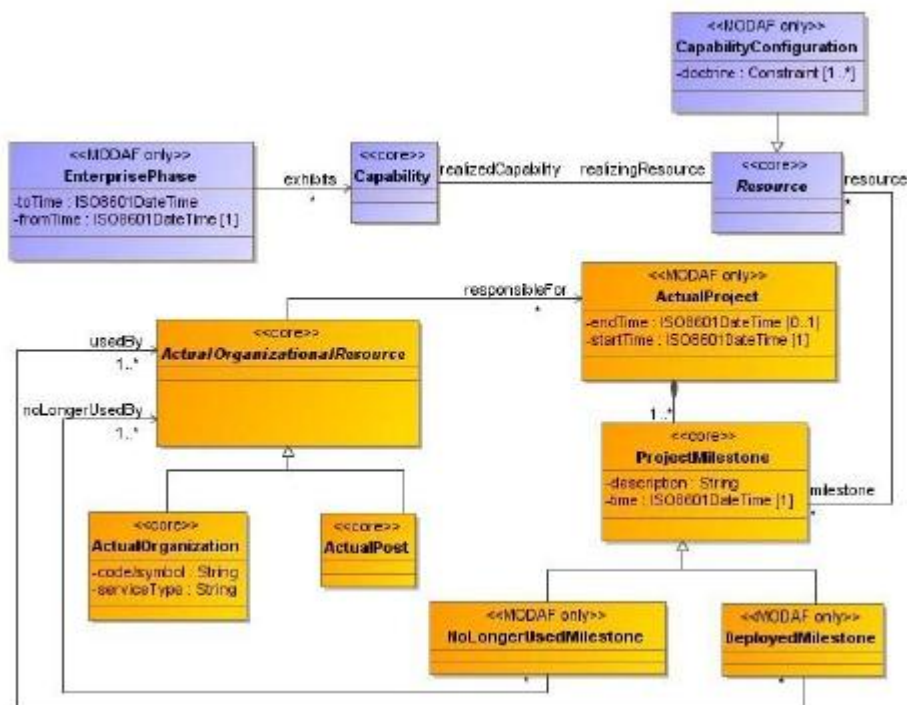 <<MODAF only>>
CapabilityConfiguration
-doctrine : Constraint [1..*]
<<MODAF only>>
EnterprisePhase
-toTime : ISO8601DateTime
-fromTime : ISO8601DateTime [1]
exhibits
*
<<core>>
Capability
realizedCapability
realizingResource
<<core>>
Resource
resource
*
<<MODAF only>>
ActualProject
-endTime : ISO8601DateTime [0..1]
-startTime : ISO8601DateTime [1]
responsibleFor
*
<<core>>
ActualOrganizationalResource
usedBy
1..*
noLongerUsedBy
1..*
1..*
<<core>>
ProjectMilestone
-description : String
-time : ISO8601DateTime [1]
milestone
*
<<core>>
ActualOrganization
-code/symbol : String
-serviceType : String
<<core>>
ActualPost
<<MODAF only>>
NoLongerUsedMilestone
*
<<MODAF only>>
DeployedMilestone
*